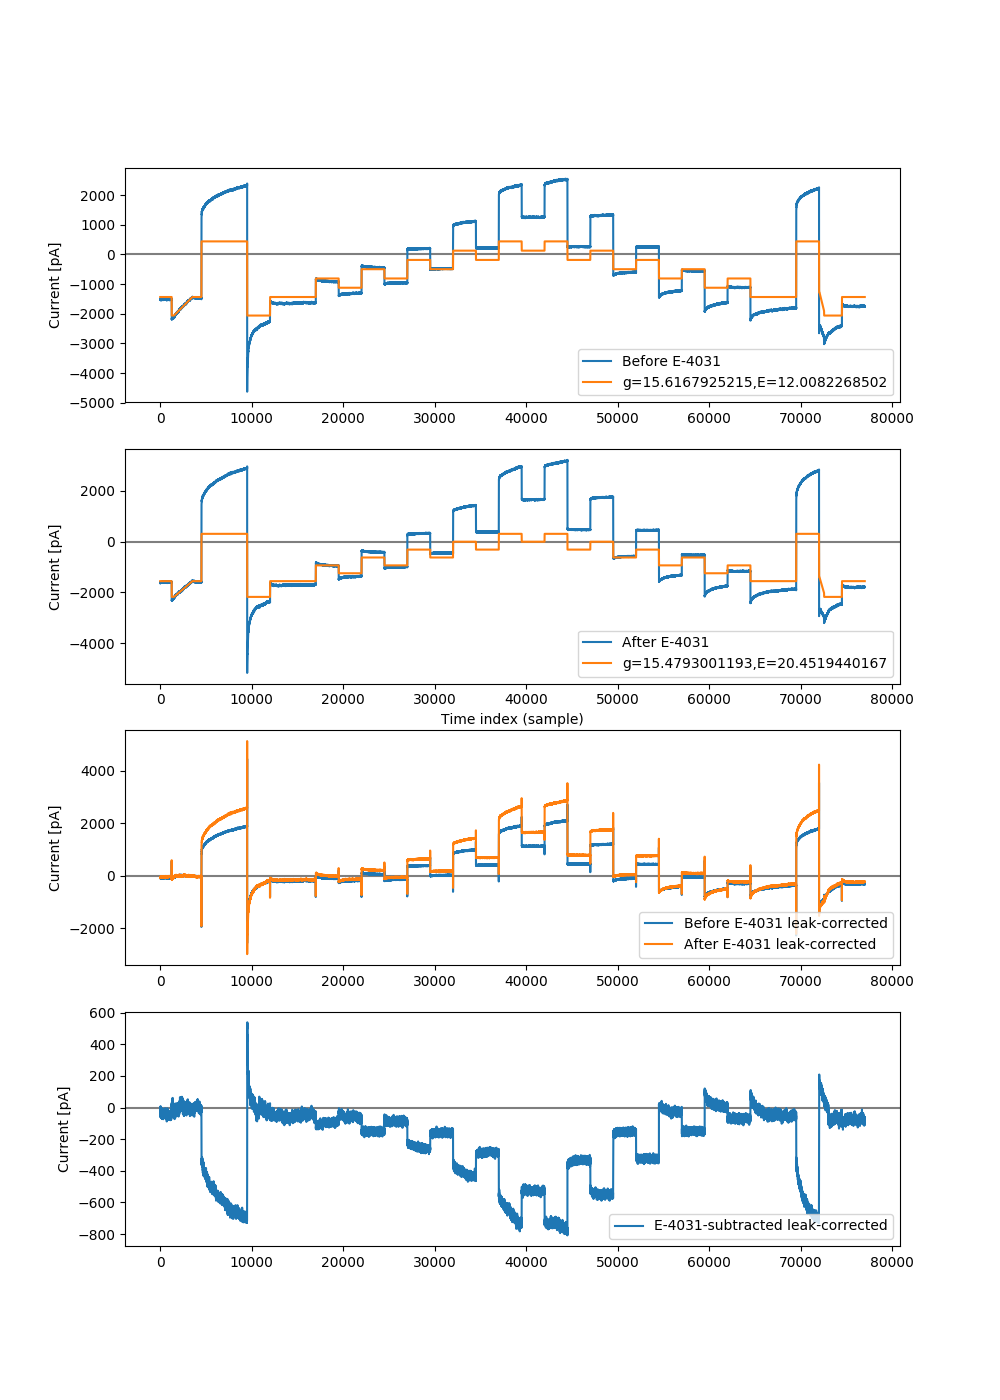 2000
1000
0
−1000
−2000
−3000
−4000
−5000
Current [pA]
Before E-4031
g=15.6167925215,E=12.0082268502
0 10000 20000 30000 40000 50000 60000 70000 80000
2000
0
−2000
−4000
Current [pA]
After E-4031
g=15.4793001193,E=20.4519440167
0 10000 20000 30000 40000 50000 60000 70000 80000
Time index (sample)
4000
2000
0
−2000
Current [pA]
Before E-4031 leak-corrected
After E-4031 leak-corrected
0 10000 20000 30000 40000 50000 60000 70000 80000
600
400
200
0
−200
−400
−600
−800
Current [pA]
E-4031-subtracted leak-corrected
0 10000 20000 30000 40000 50000 60000 70000 80000